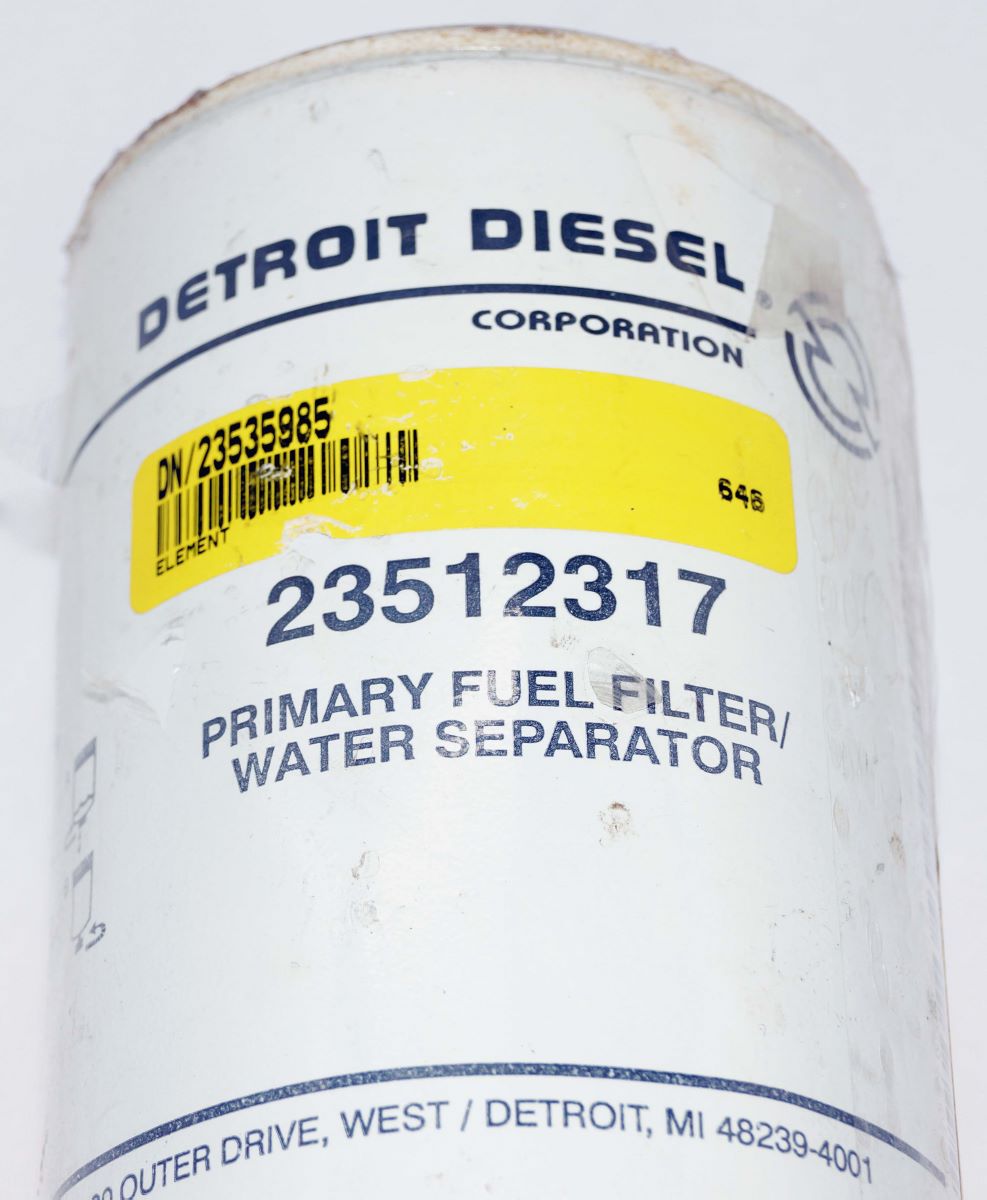 DETROIT DIESEL®
CORPORATION
DN/23535985
646
ELEMENT
23512317
PRIMARY FUEL FILTER/
WATER SEPARATOR
OUTER DRIVE, WEST / DETROIT, MI 48239-4001